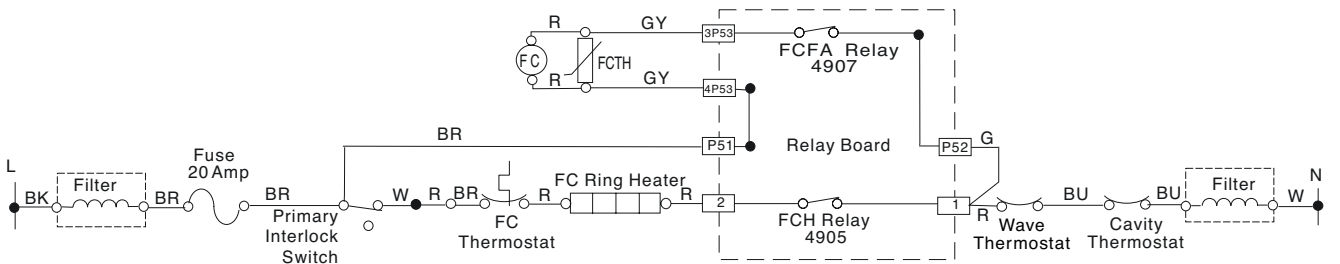 R GY 3P53
FCFA Relay
4907
FC
FCTH
R GY 4P53
BR P51
Relay Board
P52 G
L
Fuse
20 Amp
Filter
BK BR BR
Primary
Interlock
Switch
W R BR
FC
Thermostat
R
FC Ring Heater
R 2
FCH Relay
4905
1 R
Wave
Thermostat
BU
Cavity
Thermostat
BU
Filter
W
N